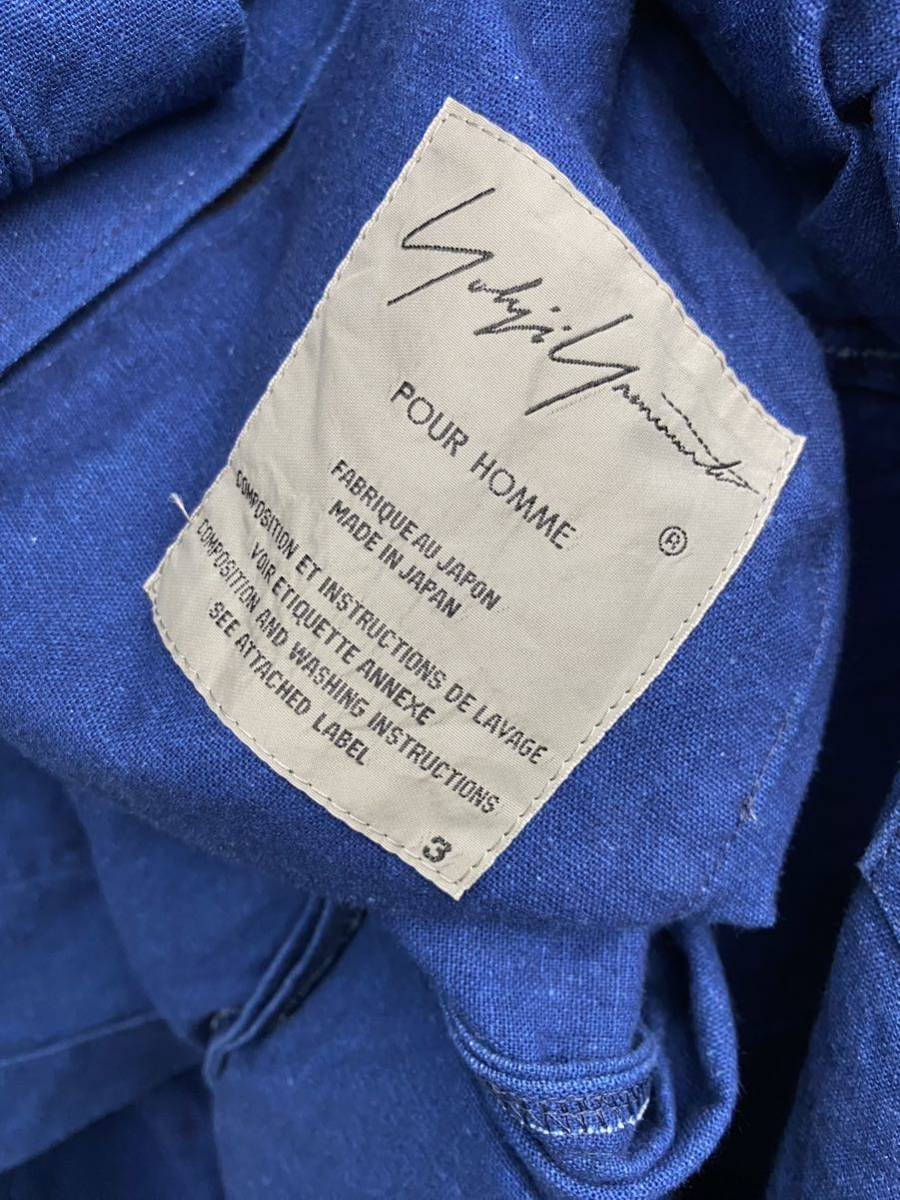 Yohji Yamamoto
POUR HOMME
®
FABRIQUE AU JAPON
MADE IN JAPAN
COMPOSITION ET INSTRUCTIONS DE LAVAGE
VOIR ETIQUETTE ANNEXE
COMPOSITION AND WASHING INSTRUCTIONS
SEE ATTACHED LABEL
3